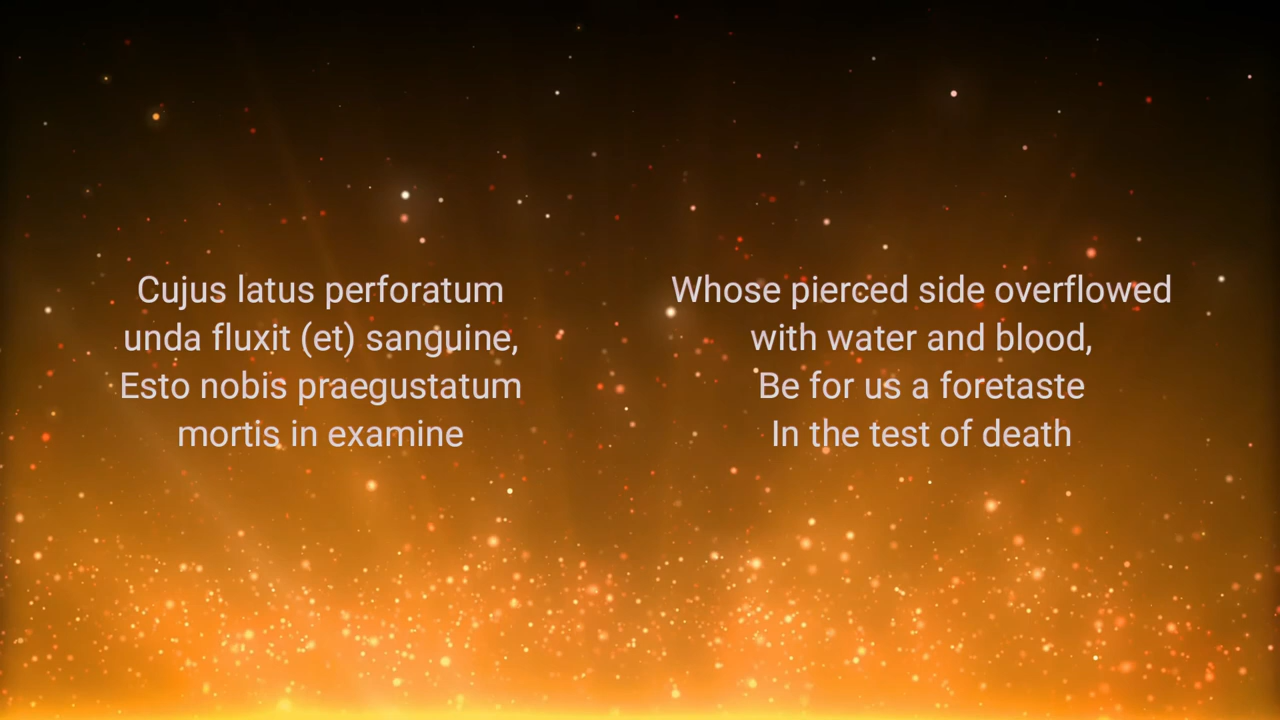 Cujus latus perforatum
unda fluxit (et) sanguine,
Esto nobis praegustatum
mortis in examine
Whose pierced side overflowed
with water and blood,
Be for us a foretaste
In the test of death